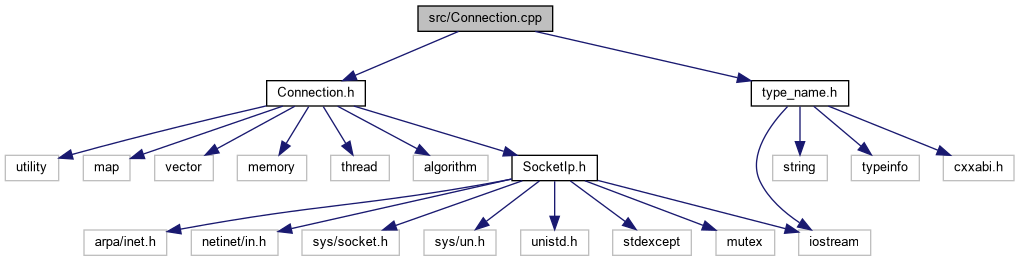 src/Connection.cpp
Connection.h
type_name.h
utility
map
vector
memory
thread
algorithm
SocketIp.h
string
typeinfo
cxxabi.h
arpa/inet.h
netinet/in.h
sys/socket.h
sys/un.h
unistd.h
stdexcept
mutex
iostream